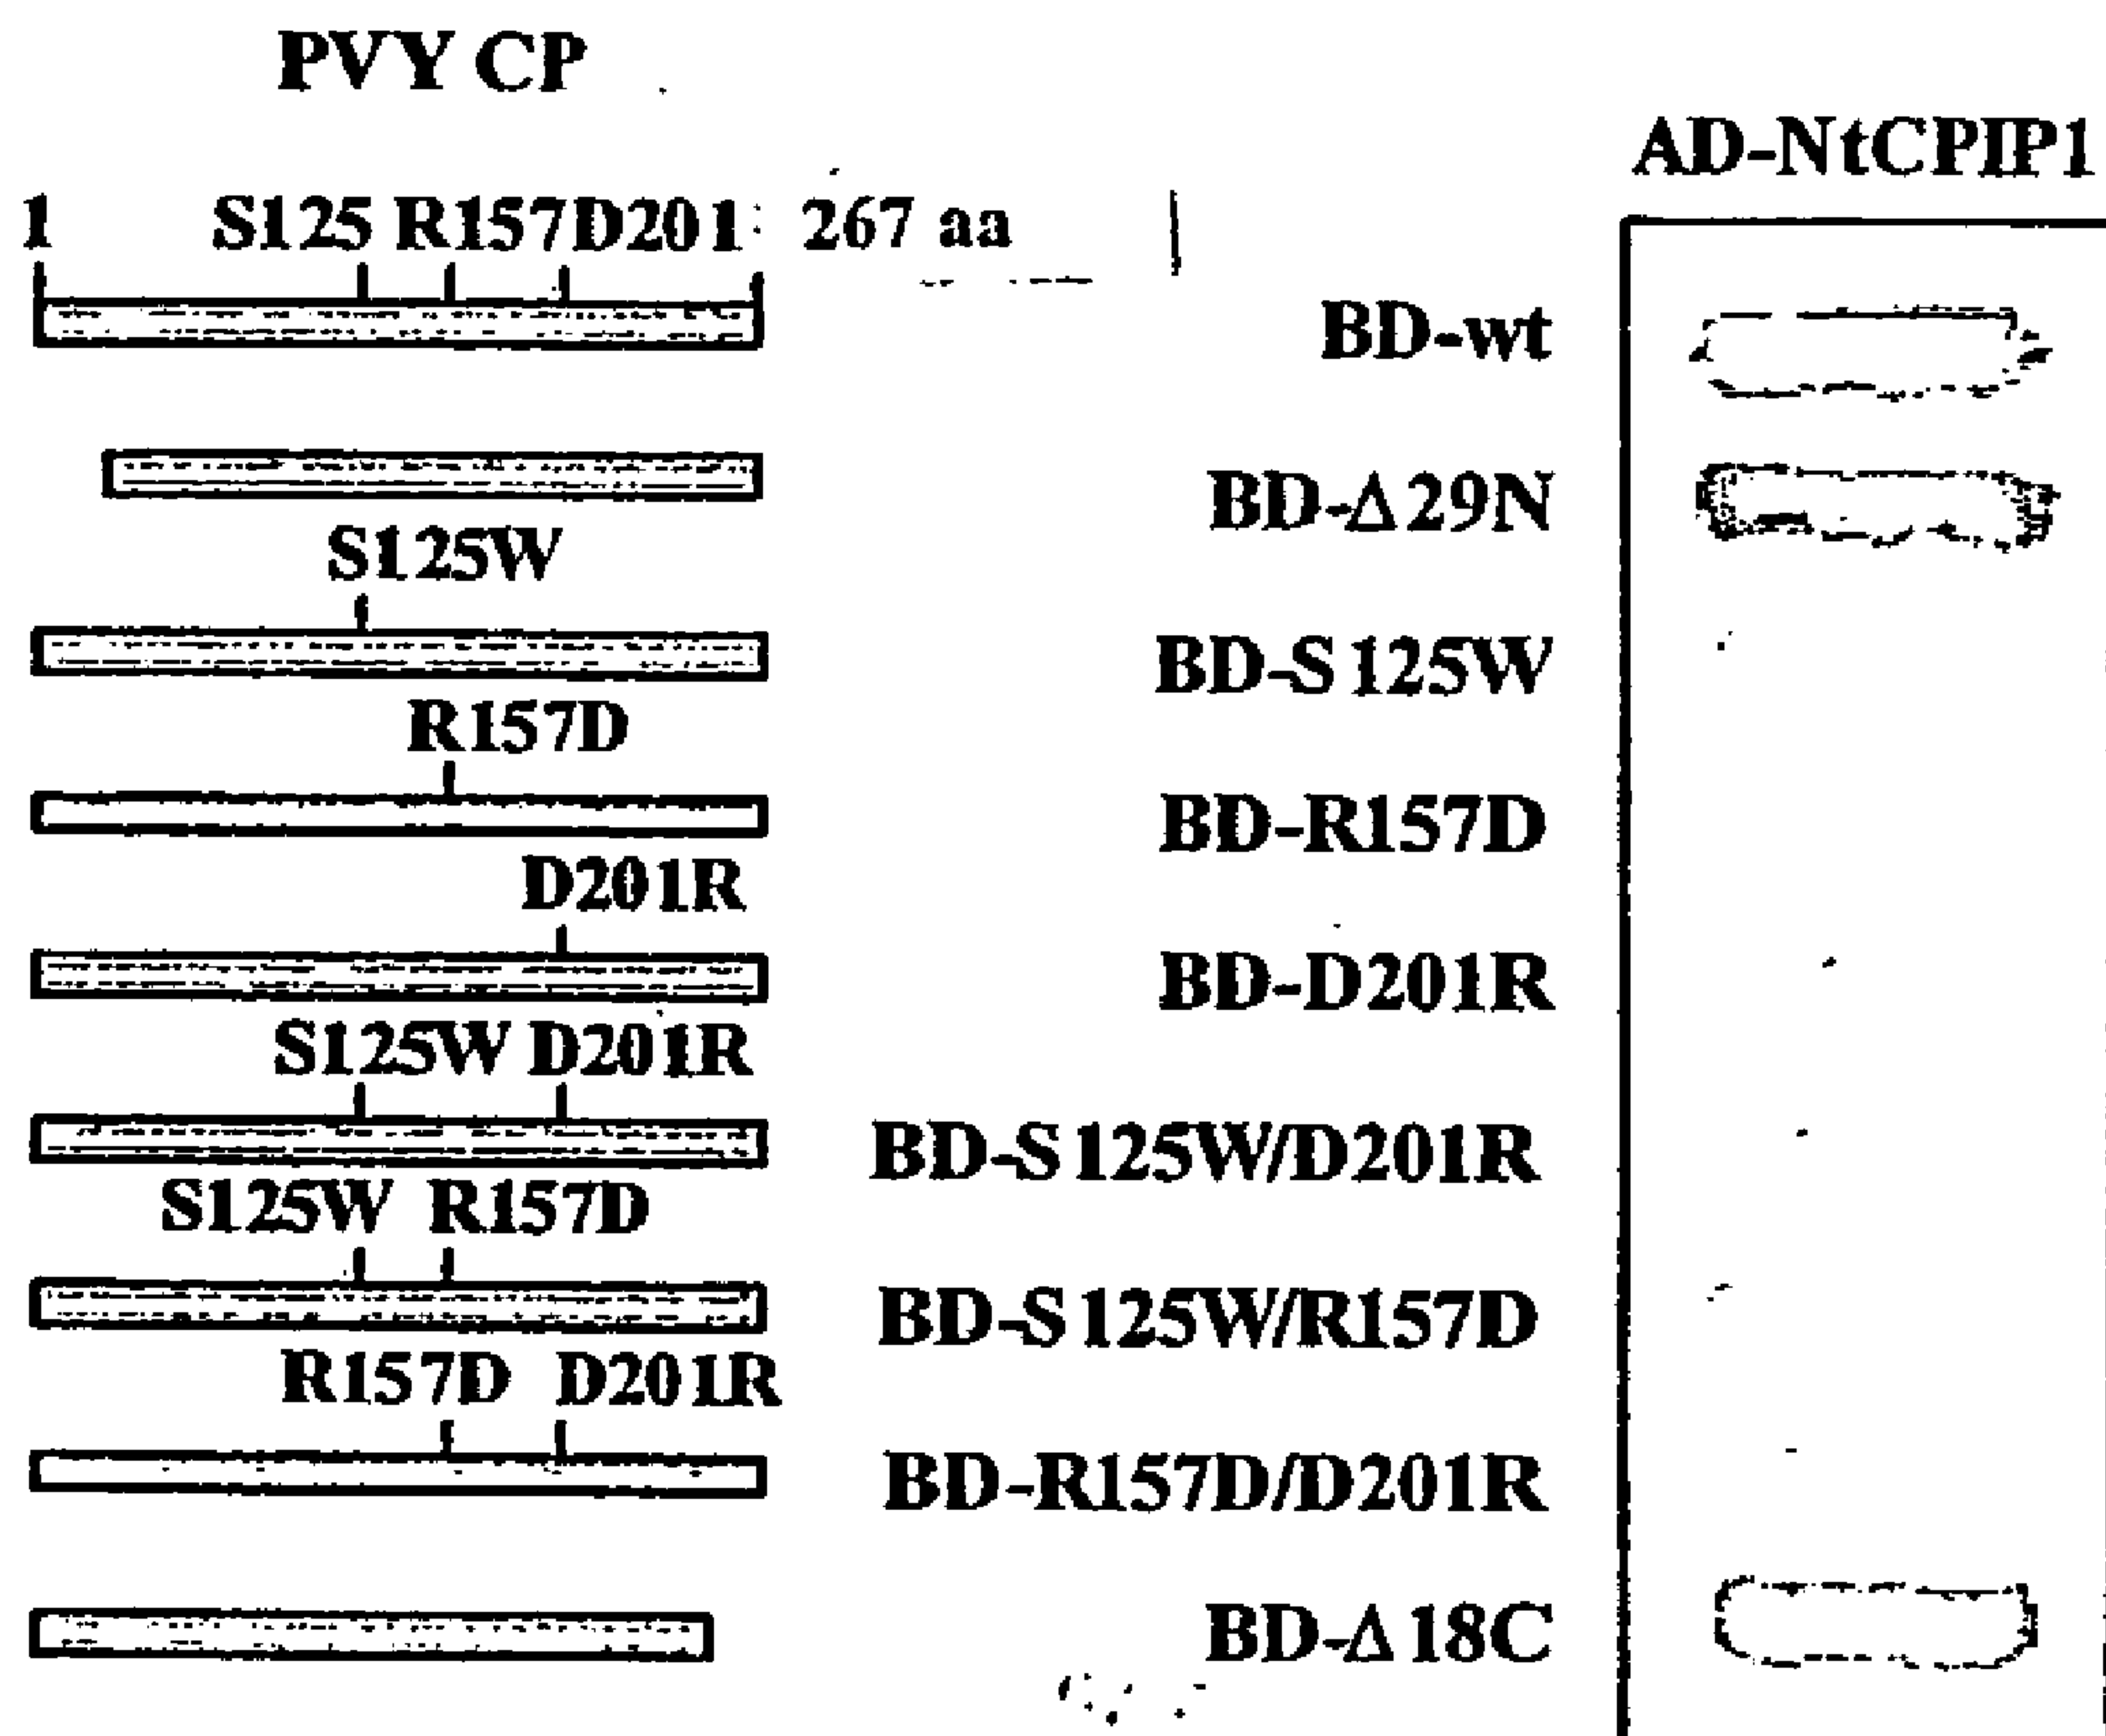 PVY CP
AD-NtCPIP1
1 S125 R157 D201 267 aa
BD-wt
BD-Δ29N
S125W
BD-S125W
R157D
BD-R157D
D201R
BD-D201R
S125W D201R
BD-S125W/D201R
S125W R157D
BD-S125W/R157D
R157D D201R
BD-R157D/D201R
BD-Δ18C